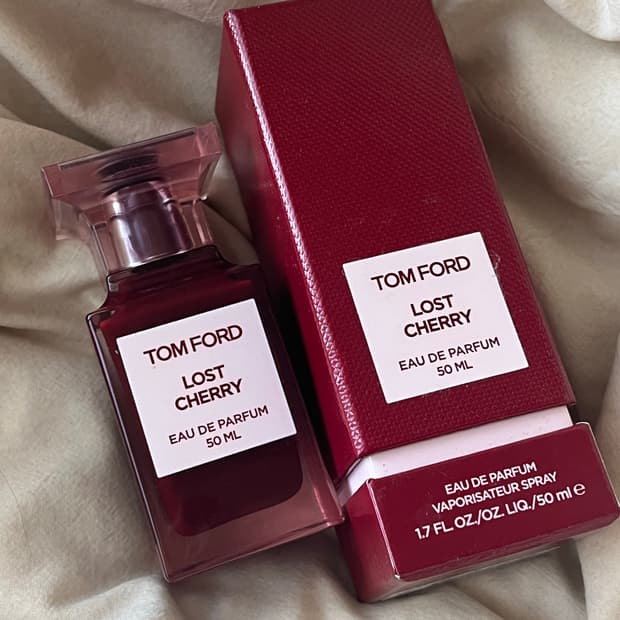 TOM FORD
LOST
CHERRY
EAU DE PARFUM
50 ML
TOM FORD
LOST
CHERRY
EAU DE PARFUM
50 ML
EAU DE PARFUM
VAPORISATEUR SPRAY
1.7 FL. OZ./OZ. LIQ./50 ml ℮